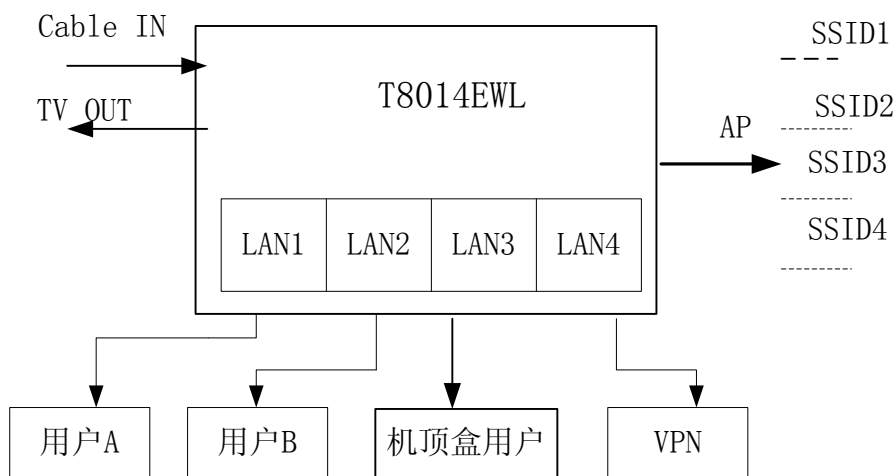 Cable IN
TV OUT
T8014EWL
AP
SSID1
SSID2
SSID3
SSID4
LAN1 LAN2 LAN3 LAN4
用户A 用户B 机顶盒用户 VPN